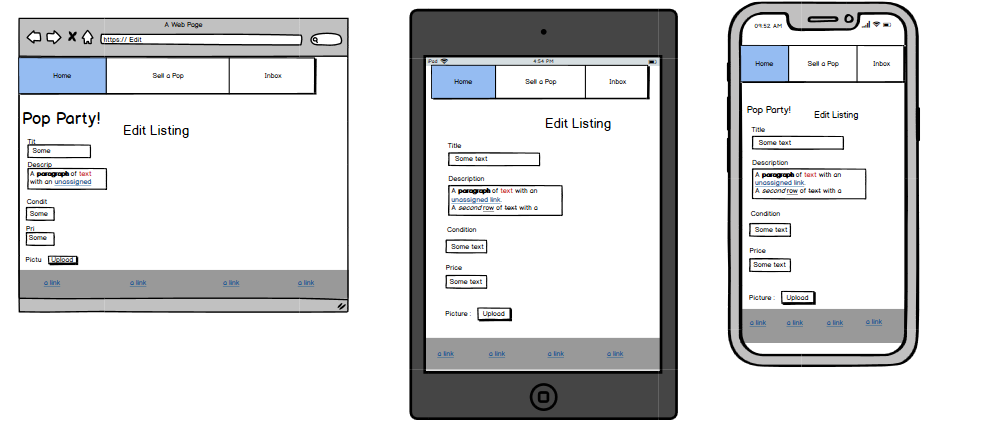 A Web Page
https:// Edit
Home Sell a Pop Inbox
Pop Party!
Edit Listing
Tit
Some
Descrip
A paragraph of text
with an unassigned
Condit
Some
Pri
Some
Pictu Upload
a link a link a link a link
iPod 4:54 PM
Home Sell a Pop Inbox
Edit Listing
Title
Some text
Description
A paragraph of text with an
unassigned link.
A second row of text with a
Condition
Some text
Price
Some text
Picture : Upload
a link a link a link a link
09:52 AM
Home Sell a Pop Inbox
Pop Party!
Edit Listing
Title
Some text
Description
A paragraph of text with an
unassigned link.
A second row of text with a
Condition
Some text
Price
Some text
Picture : Upload
a link a link a link a link